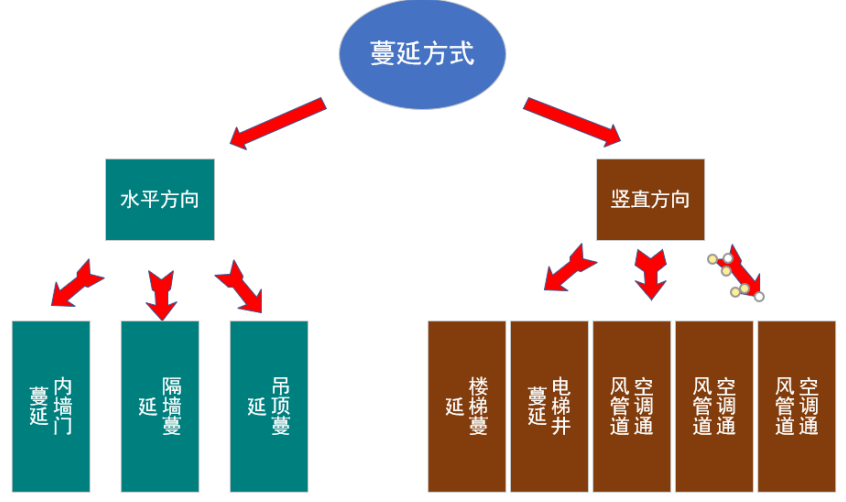 蔓延方式
水平方向
竖直方向
内墙门
蔓延
隔墙蔓
延
吊顶蔓
延
楼梯蔓
延
电梯井
蔓延
空调通
风管道
空调通
风管道
空调通
风管道